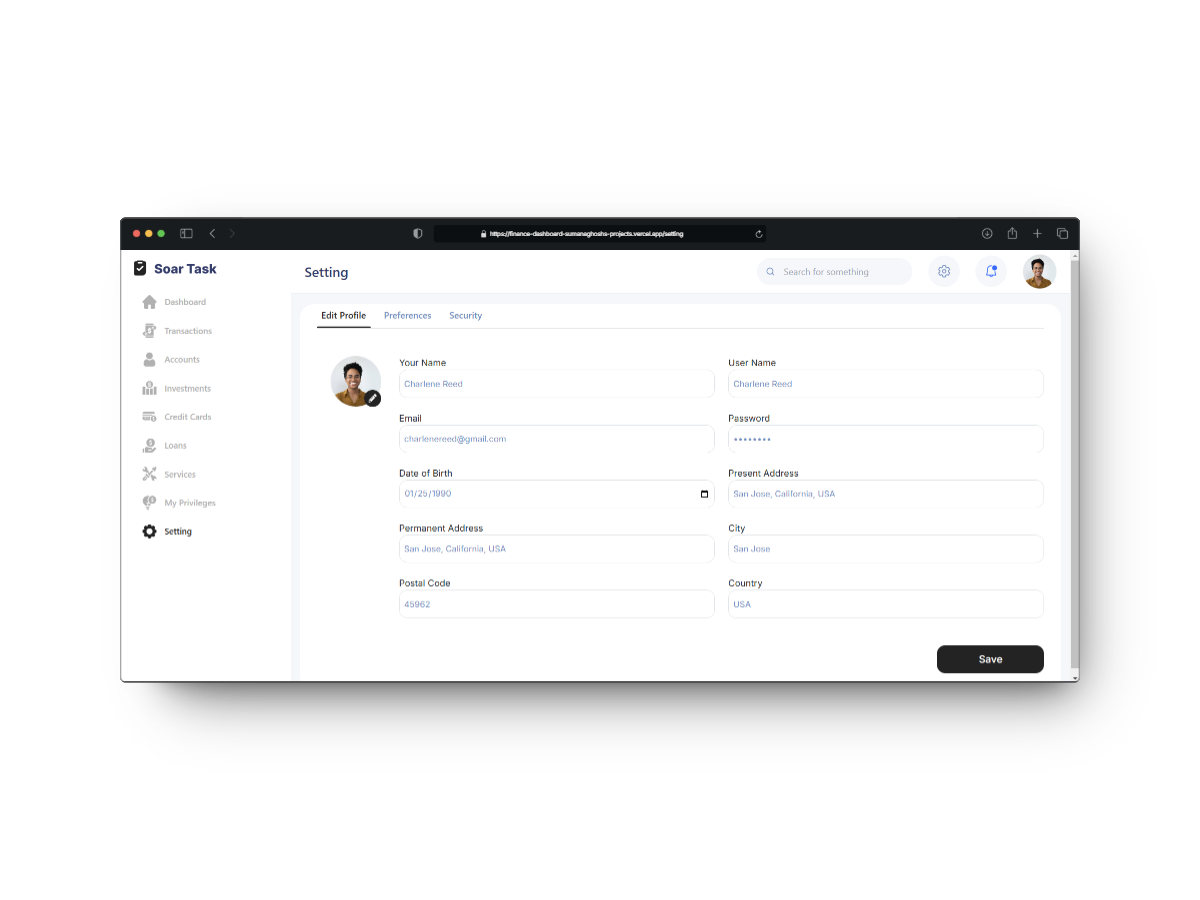 https://finance-dashboard-sumanaghoshs-projects.vercel.app/setting
Soar Task
Setting
Search for something
Dashboard
Transactions
Accounts
Investments
Credit Cards
Loans
Services
My Privileges
Setting
Edit Profile Preferences Security
Your Name User Name
Charlene Reed Charlene Reed
Email Password
charlenereed@gmail.com ••••••••
Date of Birth Present Address
01/25/1990 San Jose, California, USA
Permanent Address City
San Jose, California, USA San Jose
Postal Code Country
45962 USA
Save